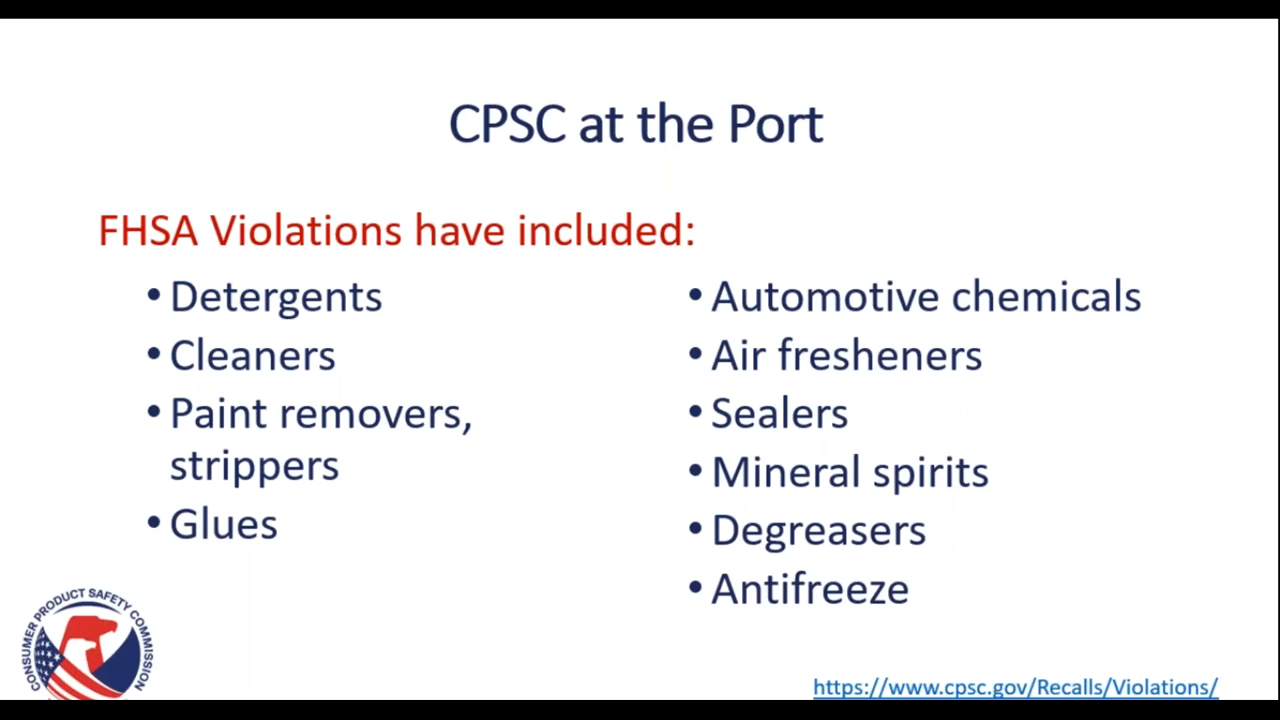 CPSC at the Port
FHSA Violations have included:
• Detergents
• Cleaners
• Paint removers,
strippers
• Glues
• Automotive chemicals
• Air fresheners
• Sealers
• Mineral spirits
• Degreasers
• Antifreeze
CONSUMER PRODUCT SAFETY COMMISSION
https://www.cpsc.gov/Recalls/Violations/